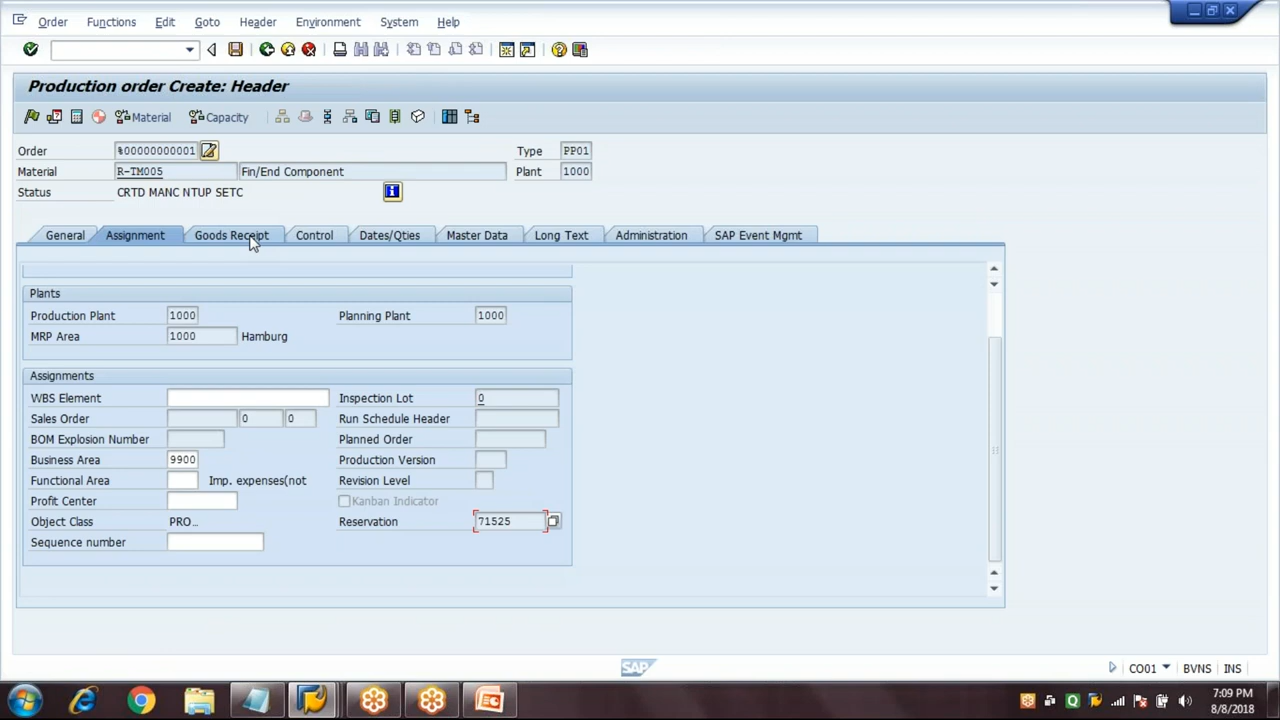 Order Functions Edit Goto Header Environment System Help
Production order Create: Header
Material Capacity
Order %00000000001 Type PP01
Material R-TM005 Fin/End Component Plant 1000
Status CRTD MANC NTUP SETC
General Assignment Goods Receipt Control Dates/Qties Master Data Long Text Administration SAP Event Mgmt
Plants
Production Plant 1000 Planning Plant 1000
MRP Area 1000 Hamburg
Assignments
WBS Element Inspection Lot 0
Sales Order 0 0 Run Schedule Header
BOM Explosion Number Planned Order
Business Area 9900 Production Version
Functional Area Imp. expenses(not Revision Level
Profit Center Kanban Indicator
Object Class PRO... Reservation 71525
Sequence number
SAP CO01 BVNS INS
7:09 PM
8/8/2018